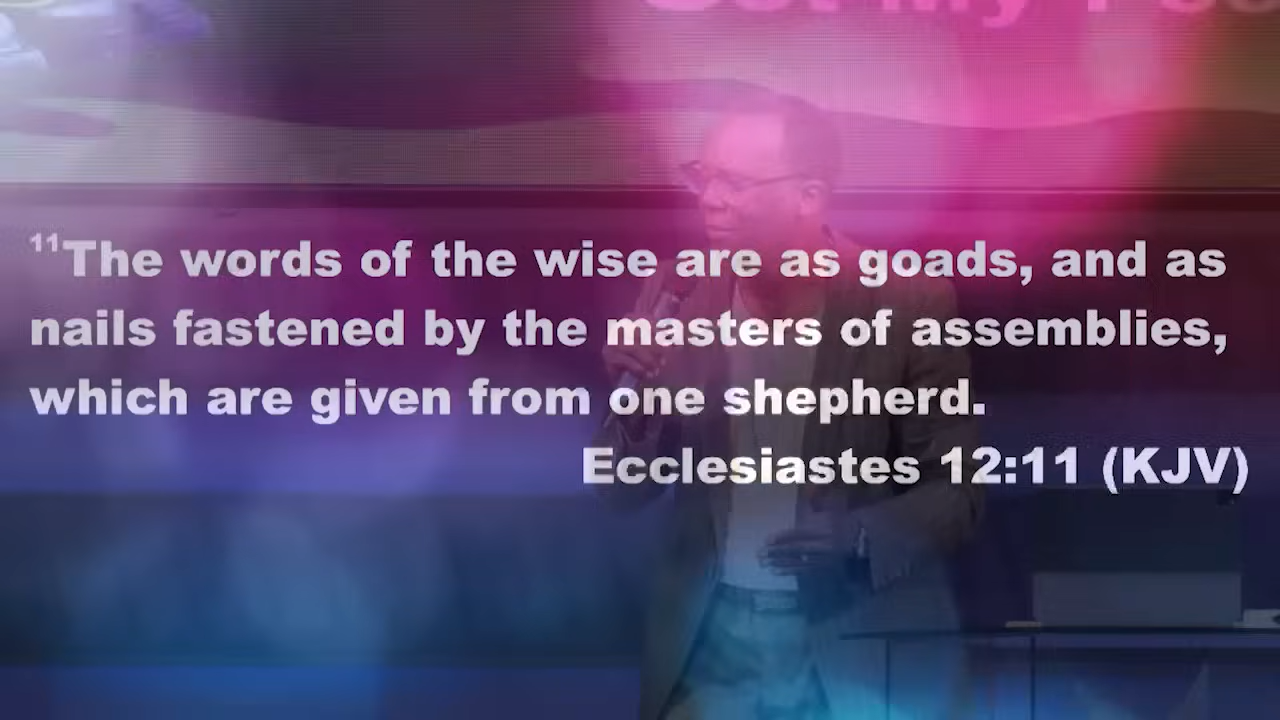 My
¹¹The words of the wise are as goads, and as
nails fastened by the masters of assemblies,
which are given from one shepherd.
Ecclesiastes 12:11 (KJV)